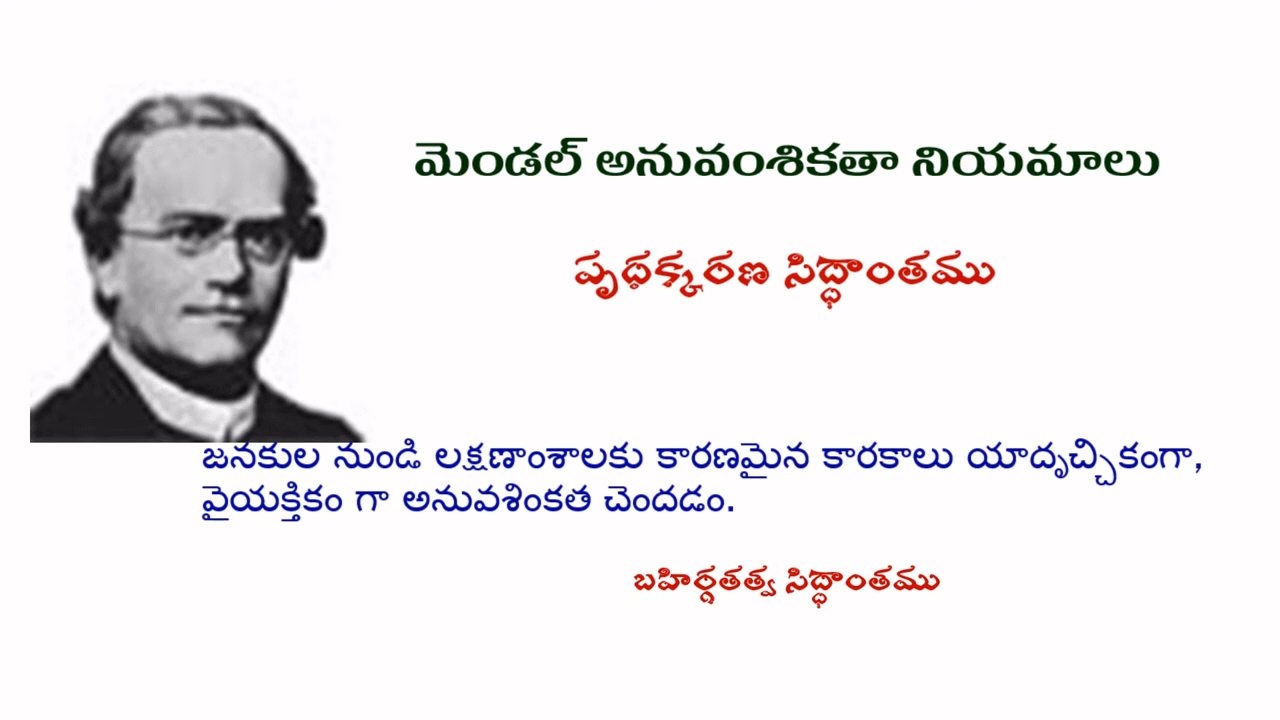 మెండల్ అనువంశికతా నియమాలు
పృథక్కరణ సిద్ధాంతము
జనకుల నుండి లక్షణాంశాలకు కారణమైన కారకాలు యాదృచ్చికంగా,
వైయక్తికం గా అనువశింకత చెందడం.
బహిర్గతత్వ సిద్ధాంతము